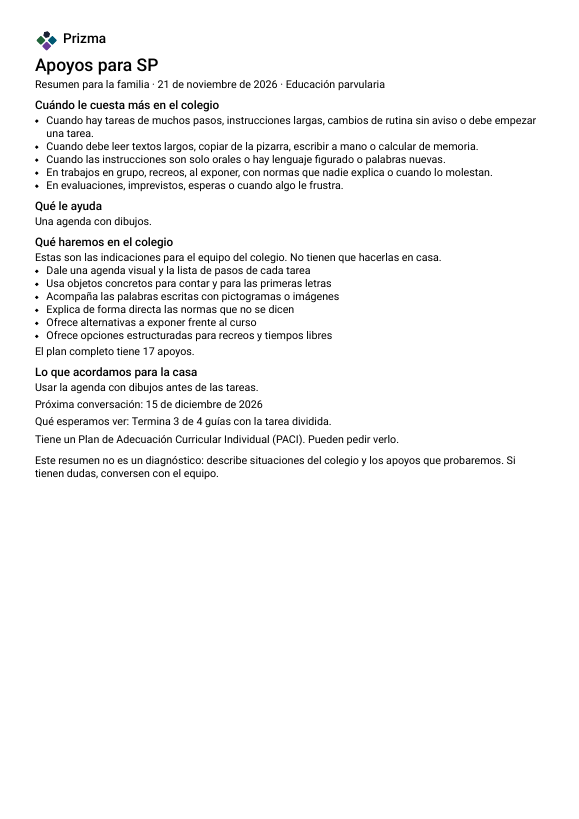 Prizma
Apoyos para SP
Resumen para la familia · 21 de noviembre de 2026 · Educación parvularia
Cuándo le cuesta más en el colegio
• Cuando hay tareas de muchos pasos, instrucciones largas, cambios de rutina sin aviso o debe empezar
una tarea.
• Cuando debe leer textos largos, copiar de la pizarra, escribir a mano o calcular de memoria.
• Cuando las instrucciones son solo orales o hay lenguaje figurado o palabras nuevas.
• En trabajos en grupo, recreos, al exponer, con normas que nadie explica o cuando lo molestan.
• En evaluaciones, imprevistos, esperas o cuando algo le frustra.
Qué le ayuda
Una agenda con dibujos.
Qué haremos en el colegio
Estas son las indicaciones para el equipo del colegio. No tienen que hacerlas en casa.
• Dale una agenda visual y la lista de pasos de cada tarea
• Usa objetos concretos para contar y para las primeras letras
• Acompaña las palabras escritas con pictogramas o imágenes
• Explica de forma directa las normas que no se dicen
• Ofrece alternativas a exponer frente al curso
• Ofrece opciones estructuradas para recreos y tiempos libres
El plan completo tiene 17 apoyos.
Lo que acordamos para la casa
Usar la agenda con dibujos antes de las tareas.
Próxima conversación: 15 de diciembre de 2026
Qué esperamos ver: Termina 3 de 4 guías con la tarea dividida.
Tiene un Plan de Adecuación Curricular Individual (PACI). Pueden pedir verlo.
Este resumen no es un diagnóstico: describe situaciones del colegio y los apoyos que probaremos. Si
tienen dudas, conversen con el equipo.